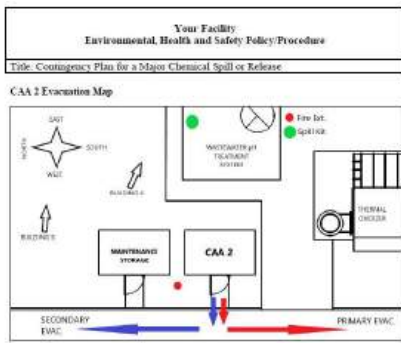 Your Facility
Environmental, Health and Safety Policy/Procedure
Title: Contingency Plan for a Major Chemical Spill or Release
CAA 2 Evacuation Map
EAST
NORTH
SOUTH
WEST
BUILDING A
BUILDING B
WASTEWATER pH
TREATMENT
SYSTEM
Fire Ext.
Spill Kit
THERMAL
OXIDIZER
MAINTENANCE
STORAGE
CAA 2
SECONDARY
EVAC.
PRIMARY EVAC.